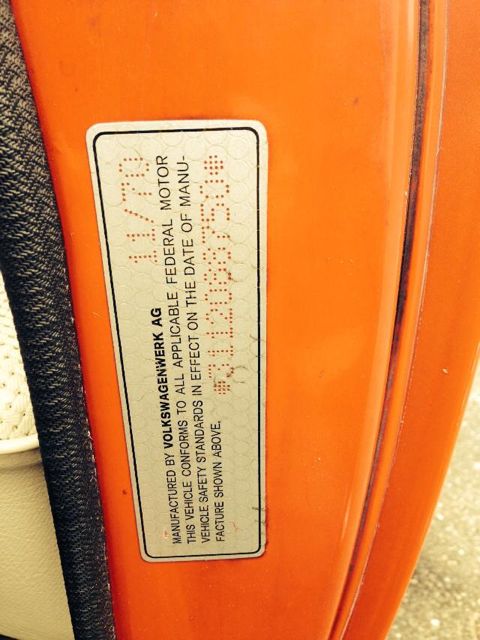 11/70
MANUFACTURED BY VOLKSWAGENWERK AG
THIS VEHICLE CONFORMS TO ALL APPLICABLE FEDERAL MOTOR
VEHICLE SAFETY STANDARDS IN EFFECT ON THE DATE OF MANU-
FACTURE SHOWN ABOVE.